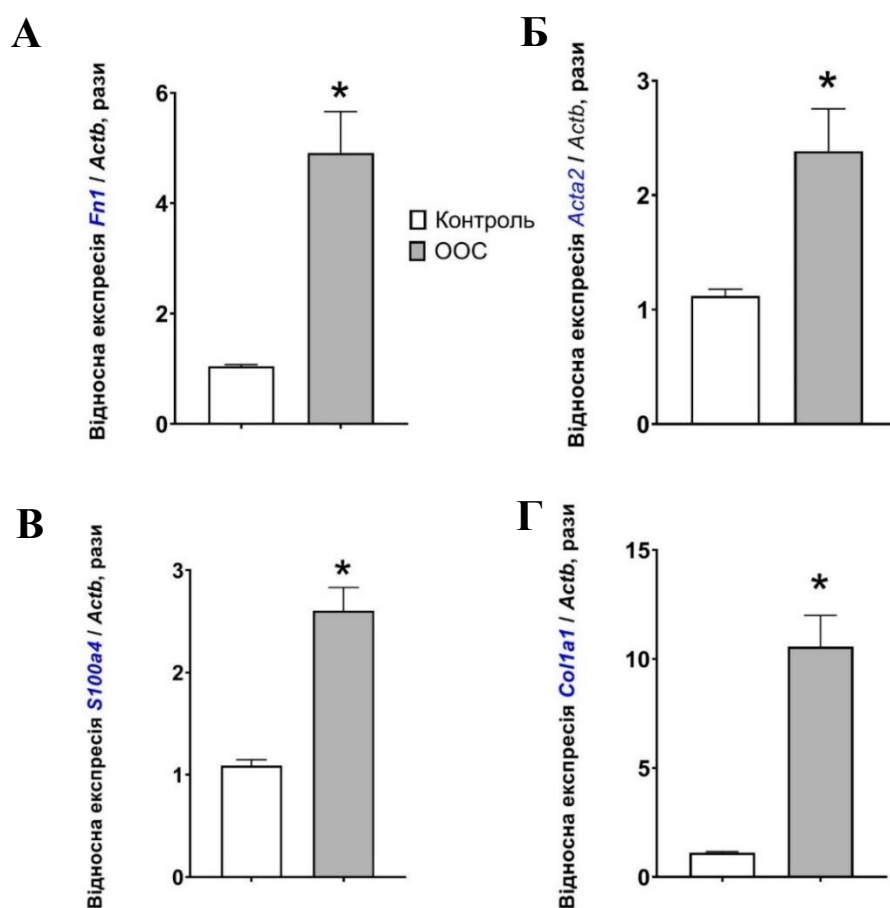 А
Відносна експресія Fn1 / Actb, рази
6
4
2
0
*
Контроль
ООС
Б
Відносна експресія Acta2 / Actb, рази
3
2
1
0
*
В
Відносна експресія S100a4 / Actb, рази
3
2
1
0
*
Г
Відносна експресія Col1a1 / Actb, рази
15
10
5
0
*